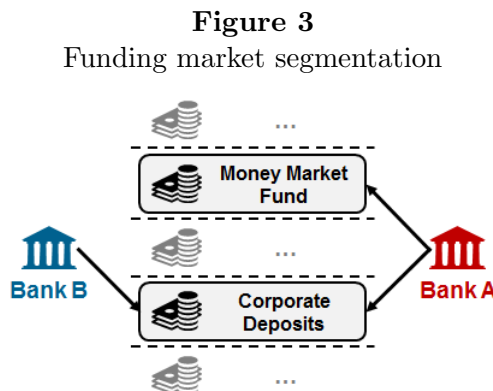 Figure 3
Funding market segmentation
...
Money Market
Fund
...
Bank B
Bank A
Corporate
Deposits
...